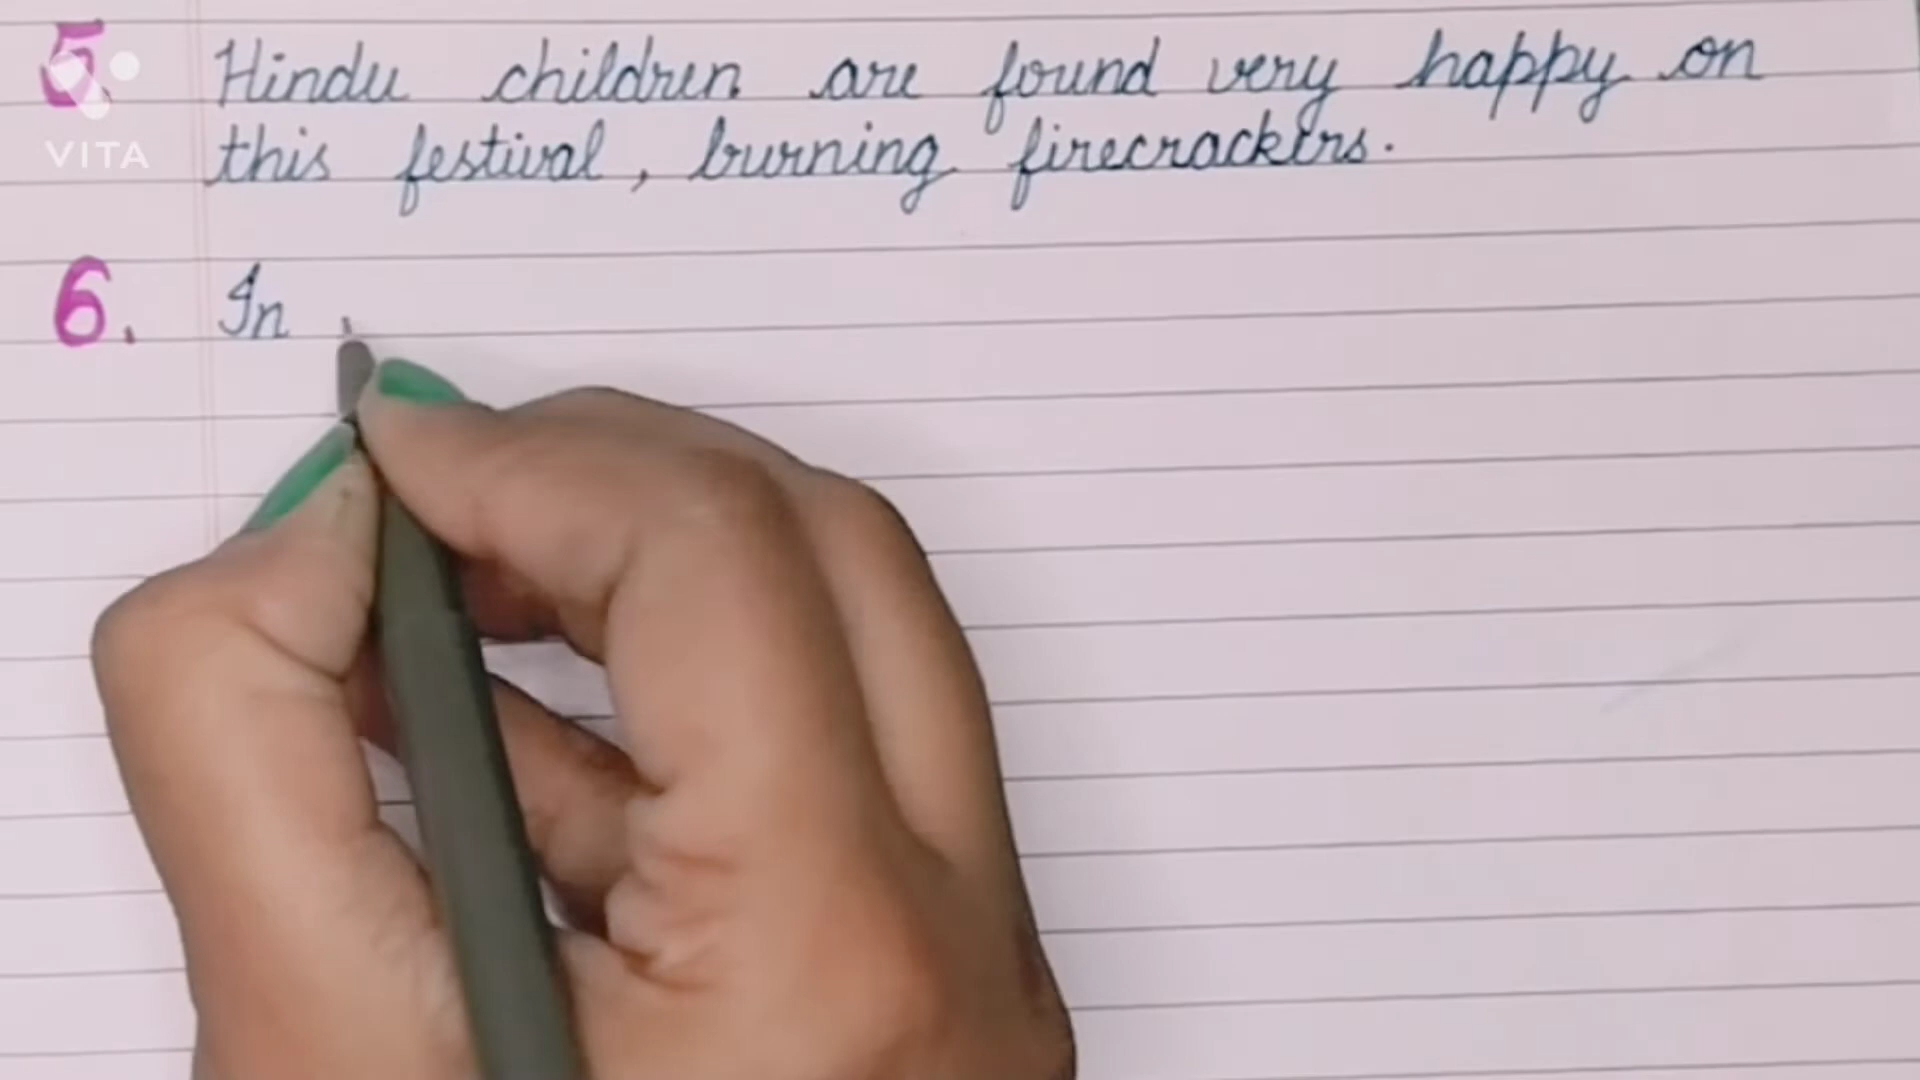 5. Hindu children are found very happy on
VITA this festival, burning firecrackers.
6. In